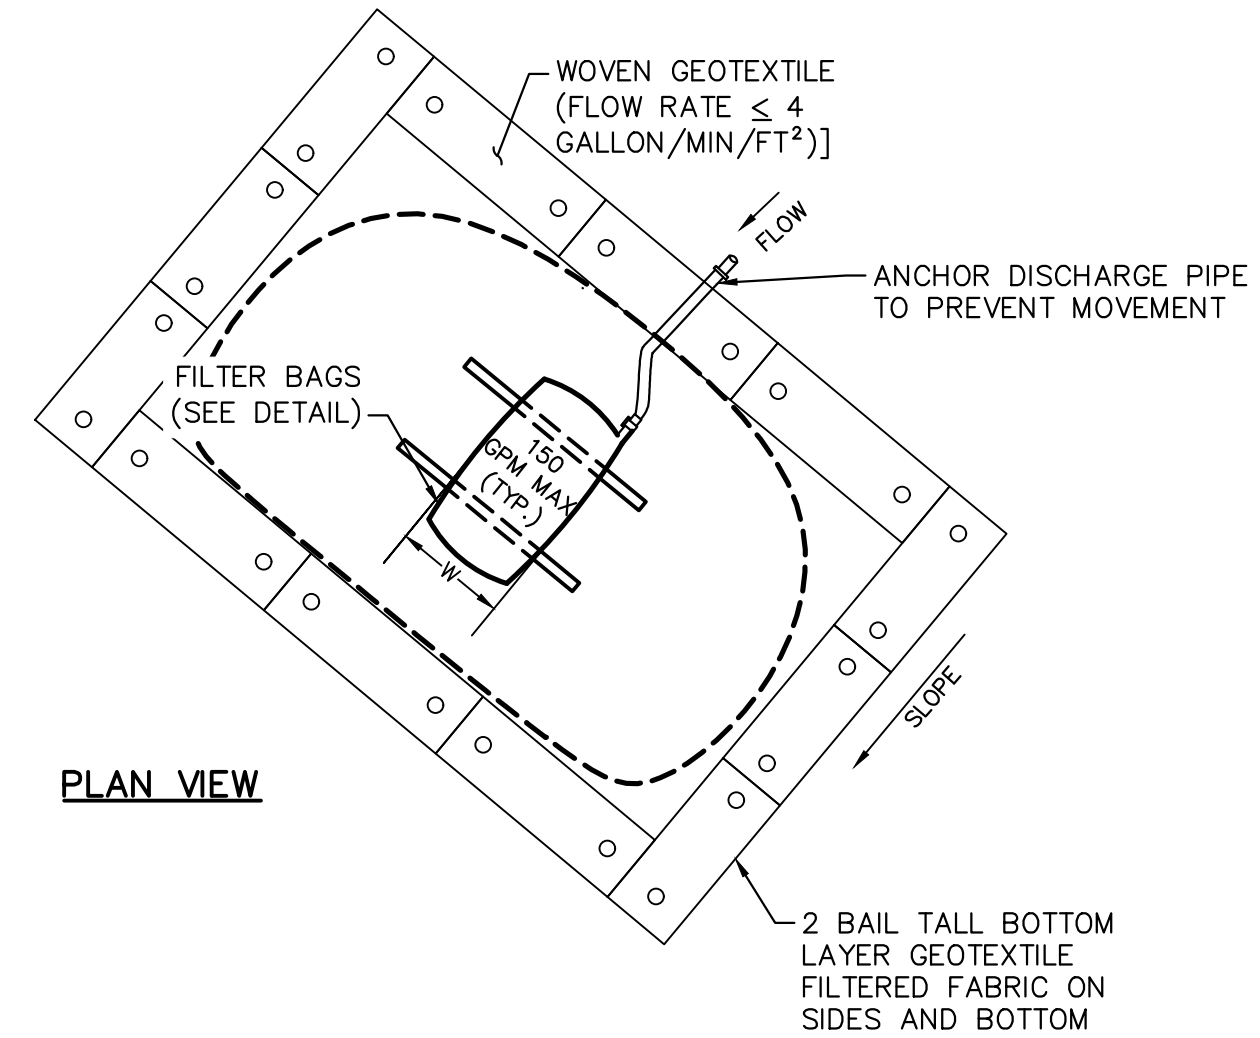 WOVEN GEOTEXTILE
(FLOW RATE ≤ 4
GALLON/MIN/FT²)]
FLOW
ANCHOR DISCHARGE PIPE
TO PREVENT MOVEMENT
FILTER BAGS
(SEE DETAIL)
150
GPM MAX
(TYP.)
W
SLOPE
PLAN VIEW
2 BAIL TALL BOTTOM
LAYER GEOTEXTILE
FILTERED FABRIC ON
SIDES AND BOTTOM